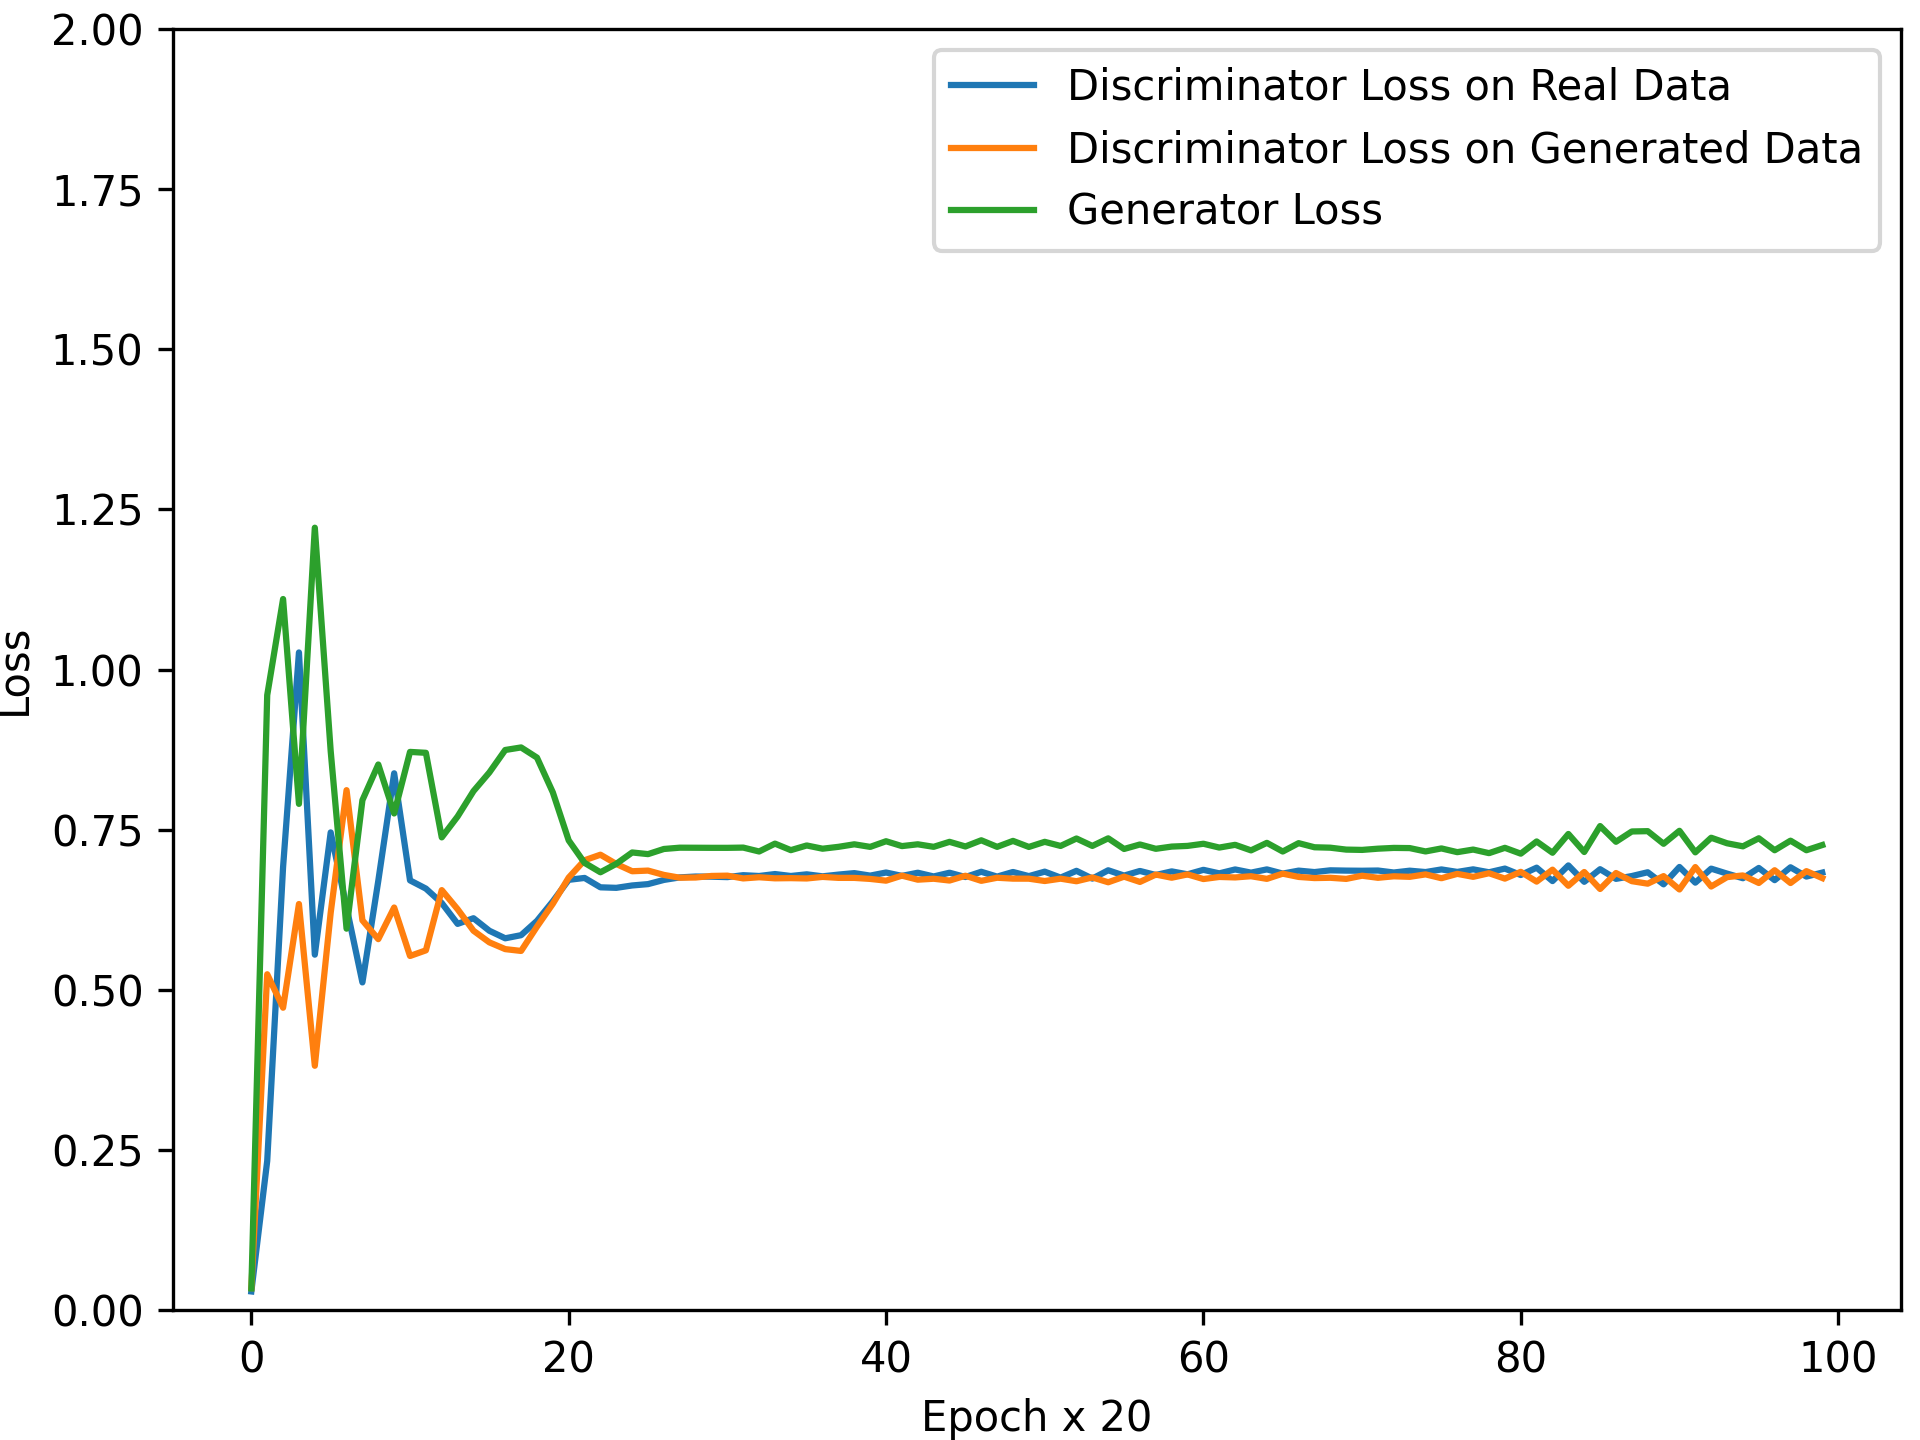 2.00
1.75
1.50
1.25
1.00
0.75
0.50
0.25
0.00
Loss
Discriminator Loss on Real Data
Discriminator Loss on Generated Data
Generator Loss
0 20 40 60 80 100
Epoch x 20